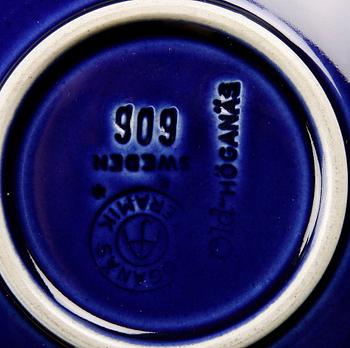 606
SWEDEN
HÖGANÄS KERAMIK
Old-HÖGANÄS